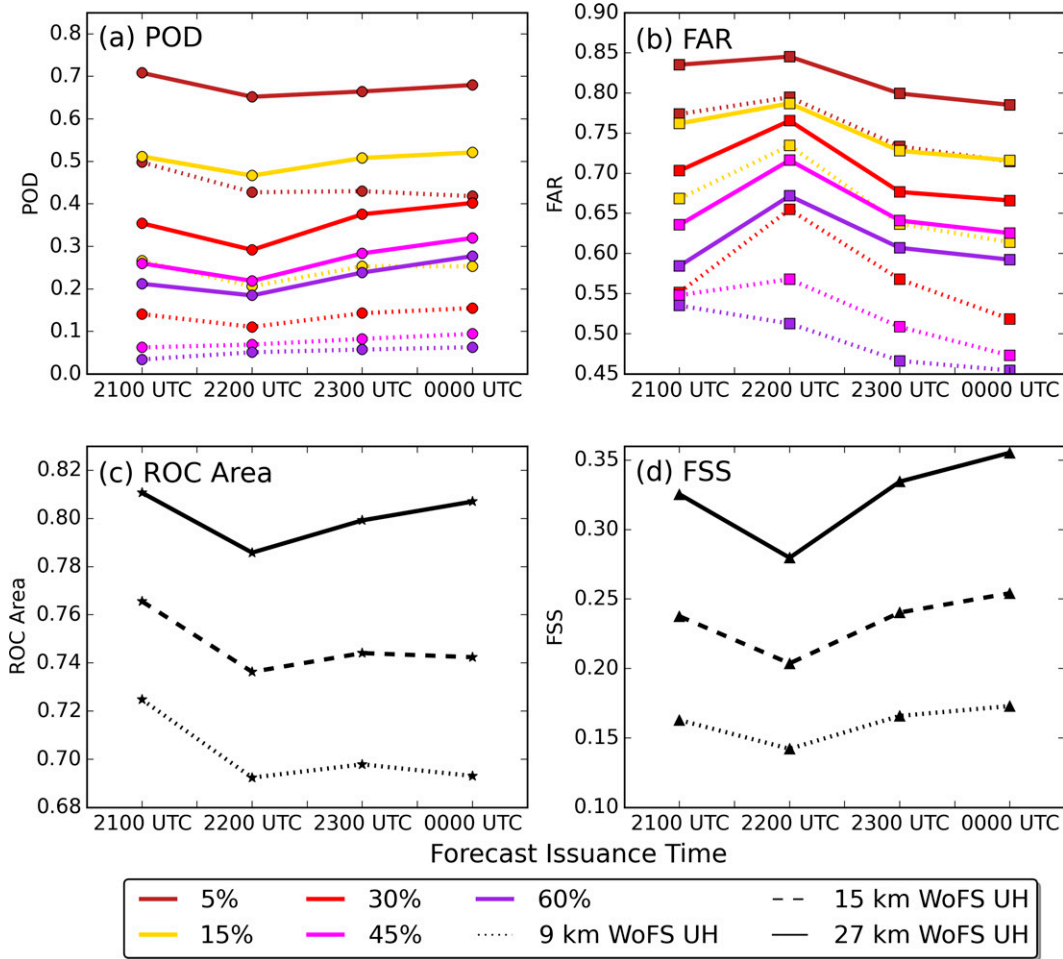 (a) POD
0.8
0.7
0.6
0.5
0.4
0.3
0.2
0.1
0.0
POD
2100 UTC 2200 UTC 2300 UTC 0000 UTC
(b) FAR
0.90
0.85
0.80
0.75
0.70
0.65
0.60
0.55
0.50
0.45
FAR
2100 UTC 2200 UTC 2300 UTC 0000 UTC
(c) ROC Area
0.82
0.80
0.78
0.76
0.74
0.72
0.70
0.68
ROC Area
2100 UTC 2200 UTC 2300 UTC 0000 UTC
(d) FSS
0.35
0.30
0.25
0.20
0.15
0.10
FSS
2100 UTC 2200 UTC 2300 UTC 0000 UTC
Forecast Issuance Time
5% 30% 60% 15 km WoFS UH
15% 45% 9 km WoFS UH 27 km WoFS UH